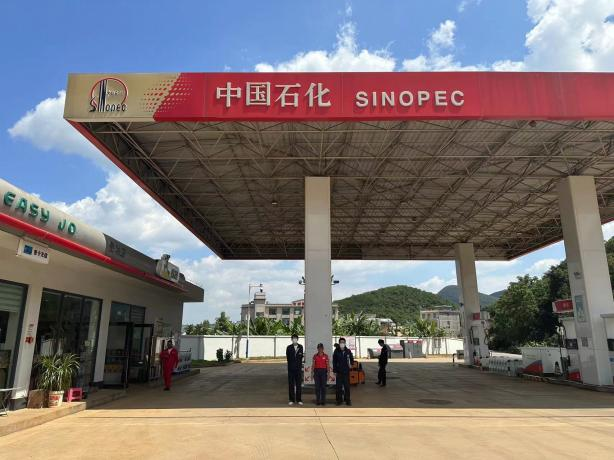 中国石化 SINOPEC
SINOPEC
EASY JO